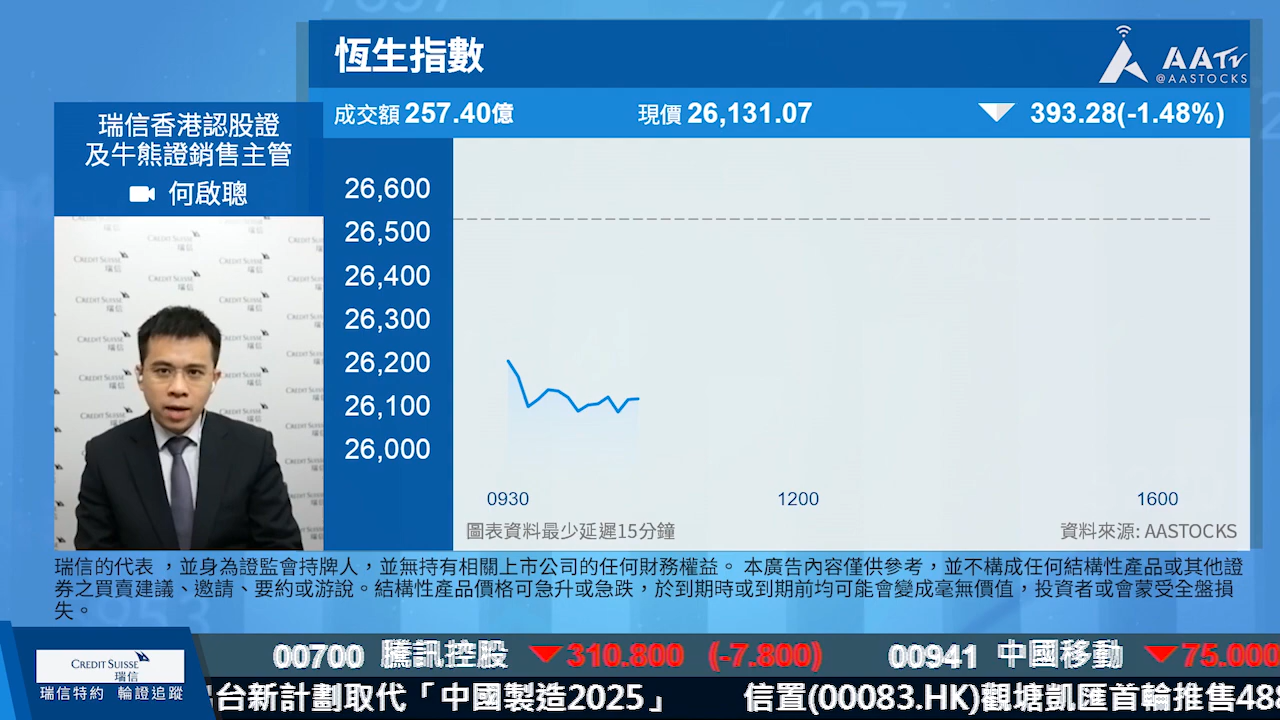 恆生指數
AATV
@AASTOCKS
成交額 257.40億
現價 26,131.07
393.28(-1.48%)
瑞信香港認股證
及牛熊證銷售主管
何啟聰
26,600
26,500
26,400
26,300
26,200
26,100
26,000
0930
1200
1600
圖表資料最少延遲15分鐘
資料來源: AASTOCKS
CREDIT SUISSE
瑞信
瑞信的代表 ，並身為證監會持牌人，並無持有相關上市公司的任何財務權益。 本廣告內容僅供參考，並不構成任何結構性產品或其他證
券之買賣建議、邀請、要約或游說。結構性產品價格可急升或急跌，於到期時或到期前均可能會變成毫無價值，投資者或會蒙受全盤損
失。
00700 騰訊控股 310.800 (-7.800) 00941 中國移動 75.000
CREDIT SUISSE
瑞信
瑞信特約 輪證追蹤
台新計劃取代「中國製造2025」 信置(00083.HK)觀塘凱匯首輪推售488